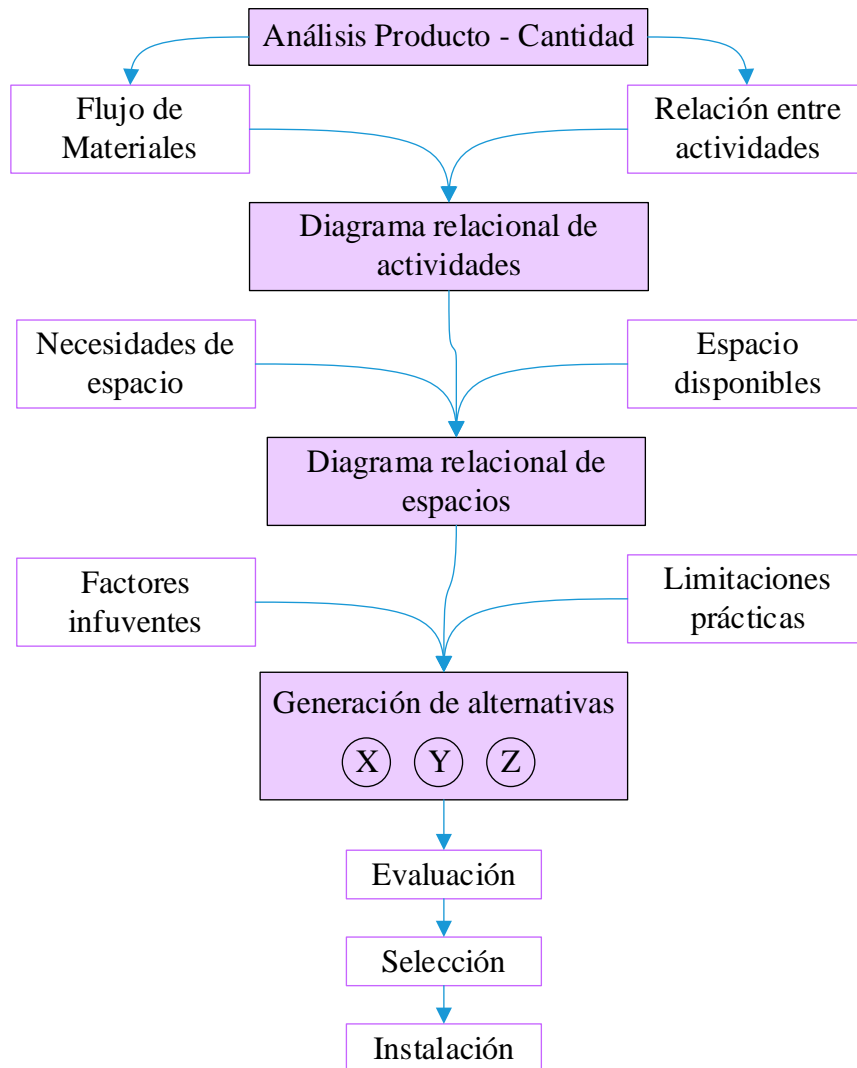 Análisis Producto - Cantidad
Flujo de
Materiales
Relación entre
actividades
Diagrama relacional de
actividades
Necesidades de
espacio
Espacio
disponibles
Diagrama relacional de
espacios
Factores
infuventes
Limitaciones
prácticas
Generación de alternativas
X Y Z
Evaluación
Selección
Instalación